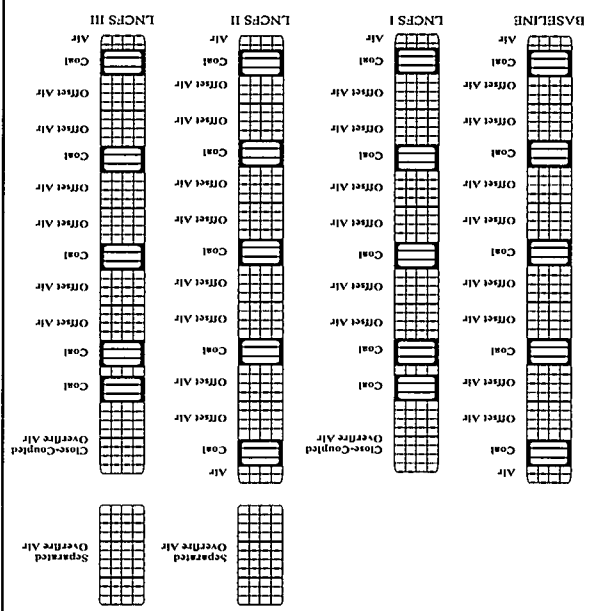 Air
Coal
Offset Air
Offset Air
Coal
Offset Air
Offset Air
Coal
Offset Air
Offset Air
Coal
Offset Air
Offset Air
Coal
Air
BASELINE
Close-Coupled
Overfire Air
Coal
Coal
Offset Air
Offset Air
Coal
Offset Air
Offset Air
Coal
Offset Air
Offset Air
Coal
Air
LNCFS I
Separated
Overfire Air
Air
Coal
Offset Air
Offset Air
Coal
Offset Air
Offset Air
Coal
Offset Air
Offset Air
Coal
Offset Air
Offset Air
Coal
Air
LNCFS II
Separated
Overfire Air
Close-Coupled
Overfire Air
Coal
Coal
Offset Air
Offset Air
Coal
Offset Air
Offset Air
Coal
Offset Air
Offset Air
Coal
Air
LNCFS III